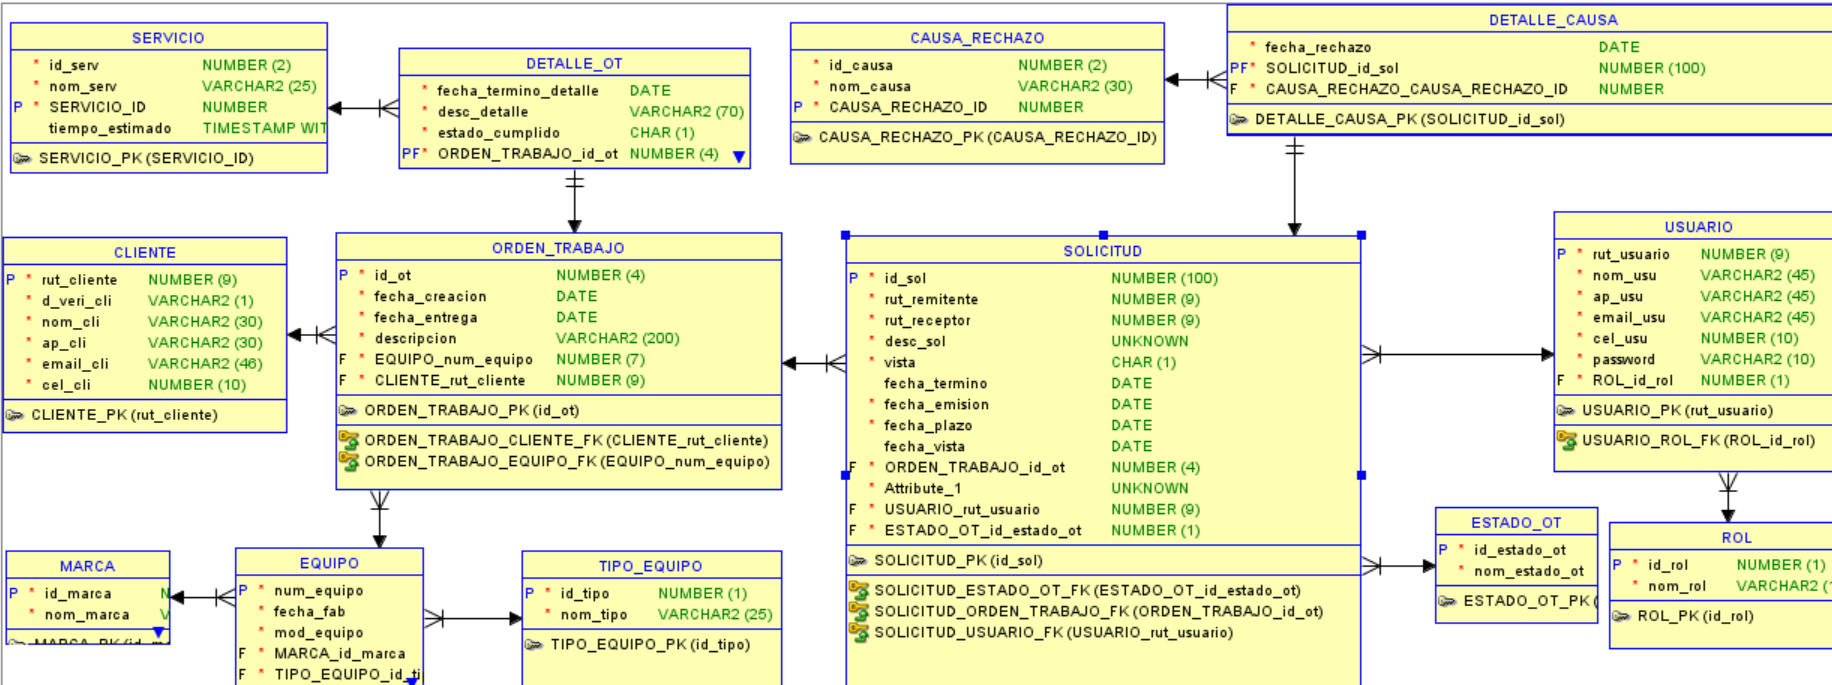 SERVICIO
* id_serv NUMBER (2)
* nom_serv VARCHAR2 (25)
P * SERVICIO_ID NUMBER
tiempo_estimado TIMESTAMP WIT
SERVICIO_PK (SERVICIO_ID)
DETALLE_OT
* fecha_termino_detalle DATE
* desc_detalle VARCHAR2 (70)
* estado_cumplido CHAR (1)
PF* ORDEN_TRABAJO_id_ot NUMBER (4)
CAUSA_RECHAZO
* id_causa NUMBER (2)
* nom_causa VARCHAR2 (30)
P * CAUSA_RECHAZO_ID NUMBER
CAUSA_RECHAZO_PK (CAUSA_RECHAZO_ID)
DETALLE_CAUSA
* fecha_rechazo DATE
PF* SOLICITUD_id_sol NUMBER (100)
F * CAUSA_RECHAZO_CAUSA_RECHAZO_ID NUMBER
DETALLE_CAUSA_PK (SOLICITUD_id_sol)
CLIENTE
P * rut_cliente NUMBER (9)
* d_veri_cli VARCHAR2 (1)
* nom_cli VARCHAR2 (30)
* ap_cli VARCHAR2 (30)
* email_cli VARCHAR2 (46)
* cel_cli NUMBER (10)
CLIENTE_PK (rut_cliente)
ORDEN_TRABAJO
P * id_ot NUMBER (4)
* fecha_creacion DATE
* fecha_entrega DATE
* descripcion VARCHAR2 (200)
F * EQUIPO_num_equipo NUMBER (7)
F * CLIENTE_rut_cliente NUMBER (9)
ORDEN_TRABAJO_PK (id_ot)
ORDEN_TRABAJO_CLIENTE_FK (CLIENTE_rut_cliente)
ORDEN_TRABAJO_EQUIPO_FK (EQUIPO_num_equipo)
SOLICITUD
P * id_sol NUMBER (100)
* rut_remitente NUMBER (9)
* rut_receptor NUMBER (9)
* desc_sol UNKNOWN
* vista CHAR (1)
fecha_termino DATE
* fecha_emision DATE
* fecha_plazo DATE
fecha_vista DATE
F * ORDEN_TRABAJO_id_ot NUMBER (4)
* Attribute_1 UNKNOWN
F * USUARIO_rut_usuario NUMBER (9)
F * ESTADO_OT_id_estado_ot NUMBER (1)
SOLICITUD_PK (id_sol)
SOLICITUD_ESTADO_OT_FK (ESTADO_OT_id_estado_ot)
SOLICITUD_ORDEN_TRABAJO_FK (ORDEN_TRABAJO_id_ot)
SOLICITUD_USUARIO_FK (USUARIO_rut_usuario)
USUARIO
P * rut_usuario NUMBER (9)
* nom_usu VARCHAR2 (45)
* ap_usu VARCHAR2 (45)
* email_usu VARCHAR2 (45)
* cel_usu NUMBER (10)
* password VARCHAR2 (10)
F * ROL_id_rol NUMBER (1)
USUARIO_PK (rut_usuario)
USUARIO_ROL_FK (ROL_id_rol)
MARCA
P * id_marca N
* nom_marca V
EQUIPO
P * num_equipo
* fecha_fab
* mod_equipo
F * MARCA_id_marca
F * TIPO_EQUIPO_id_ti
TIPO_EQUIPO
P * id_tipo NUMBER (1)
* nom_tipo VARCHAR2 (25)
TIPO_EQUIPO_PK (id_tipo)
ESTADO_OT
P * id_estado_ot
* nom_estado_ot
ESTADO_OT_PK (
ROL
P * id_rol NUMBER (1)
* nom_rol VARCHAR2 (
ROL_PK (id_rol)